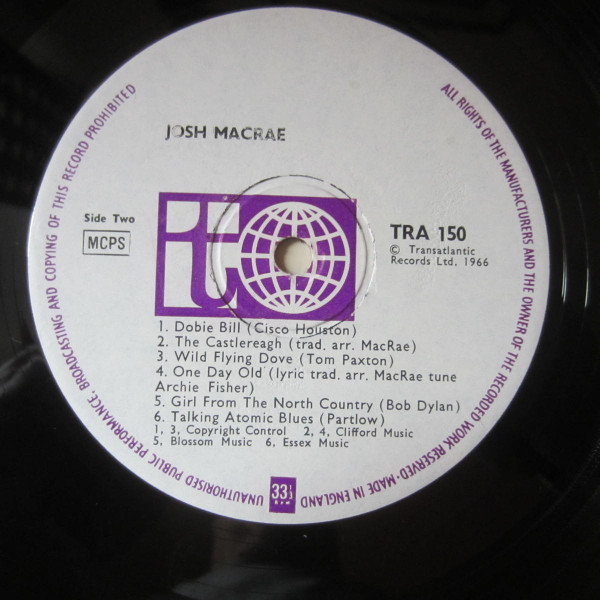 JOSH MACRAE
Side Two
MCPS
to
TRA 150
© Transatlantic
Records Ltd. 1966
1. Dobie Bill (Cisco Houston)
2. The Castlereagh (trad. arr. MacRae)
3. Wild Flying Dove (Tom Paxton)
4. One Day Old (lyric trad. arr. MacRae tune
Archie Fisher)
5. Girl From The North Country (Bob Dylan)
6. Talking Atomic Blues (Partlow)
1, 3, Copyright Control 2, 4, Clifford Music
5, Blossom Music 6, Essex Music
33⅓
ALL RIGHTS OF THE MANUFACTURERS AND THE OWNER OF THE RECORDED WORK RESERVED-MADE IN ENGLAND
UNAUTHORISED PUBLIC PERFORMANCE, BROADCASTING AND COPYING OF THIS RECORD PROHIBITED